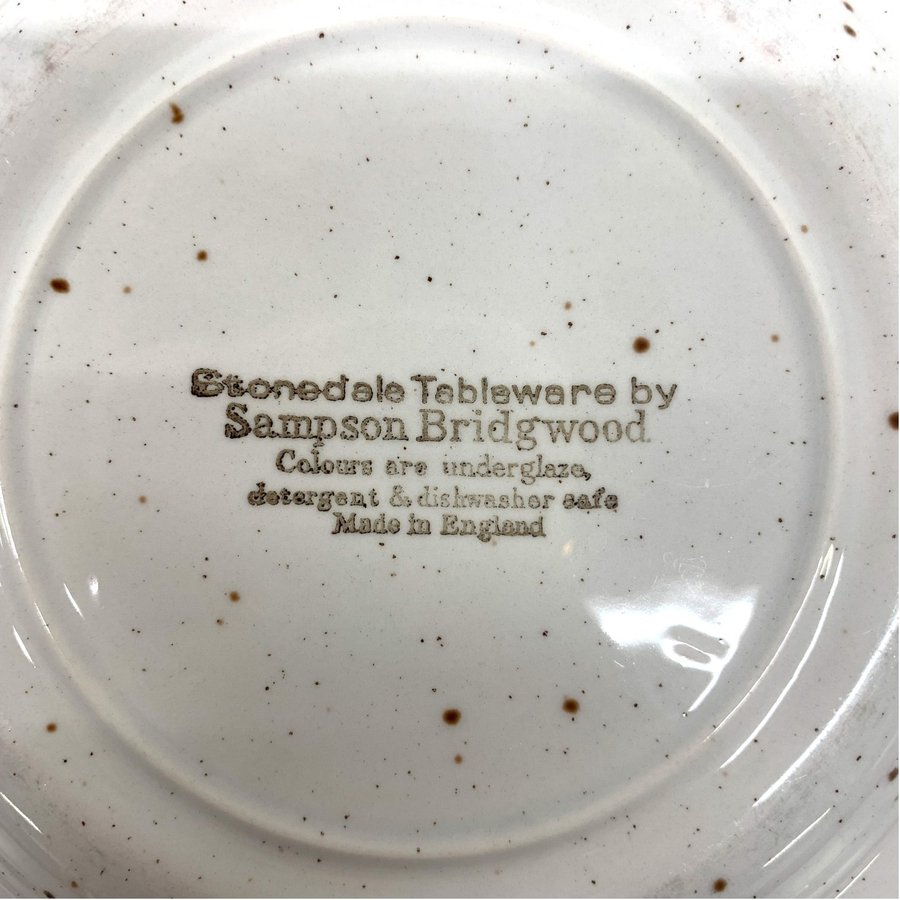 Stonedale Tableware by
Sampson Bridgwood
Colours are underglaze,
detergent & dishwasher safe
Made in England